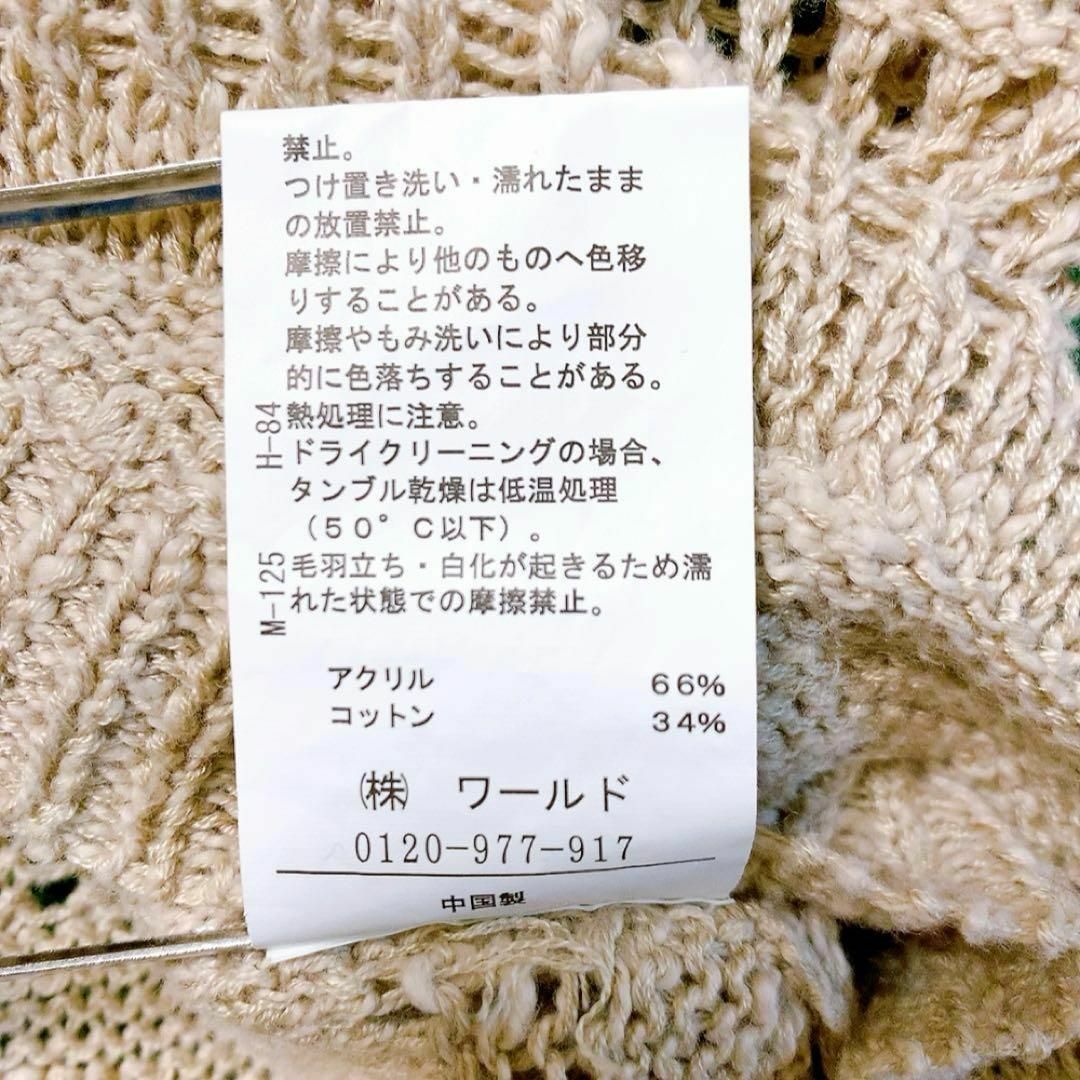 禁止。
つけ置き洗い・濡れたまま
の放置禁止。
摩擦により他のものへ色移
りすることがある。
摩擦やもみ洗いにより部分
的に色落ちすることがある。
熱処理に注意。
ドライクリーニングの場合、
タンブル乾燥は低温処理
（５０°Ｃ以下）。
毛羽立ち・白化が起きるため濡
れた状態での摩擦禁止。
H-84
M-125
アクリル 66%
コットン 34%
㈱ ワールド
0120-977-917
中国製